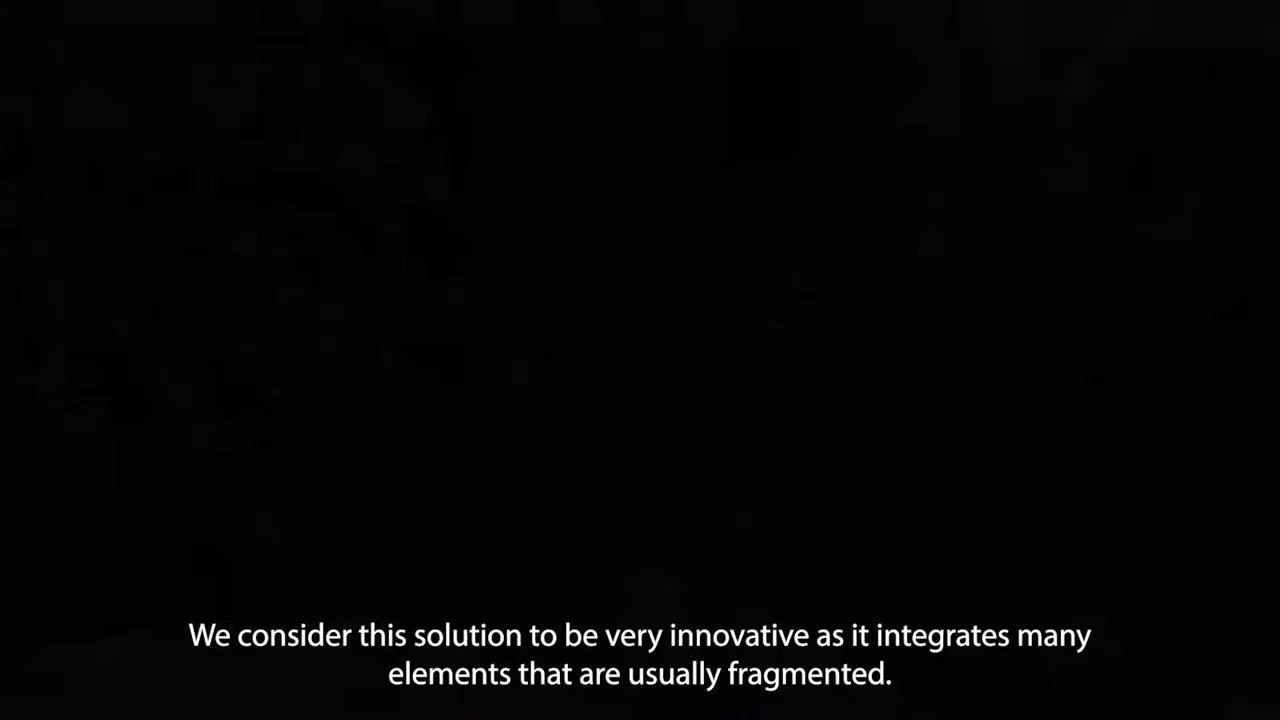 We consider this solution to be very innovative as it integrates many
elements that are usually fragmented.